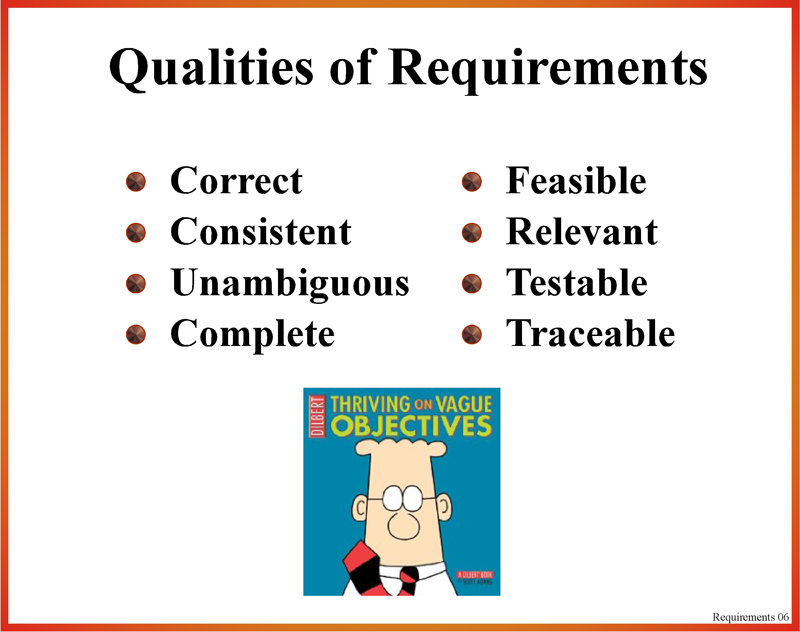 Qualities of Requirements
Correct
Consistent
Unambiguous
Complete
Feasible
Relevant
Testable
Traceable
DILBERT
THRIVING ON VAGUE
OBJECTIVES
A DILBERT BOOK
BY SCOTT ADAMS
Requirements 06